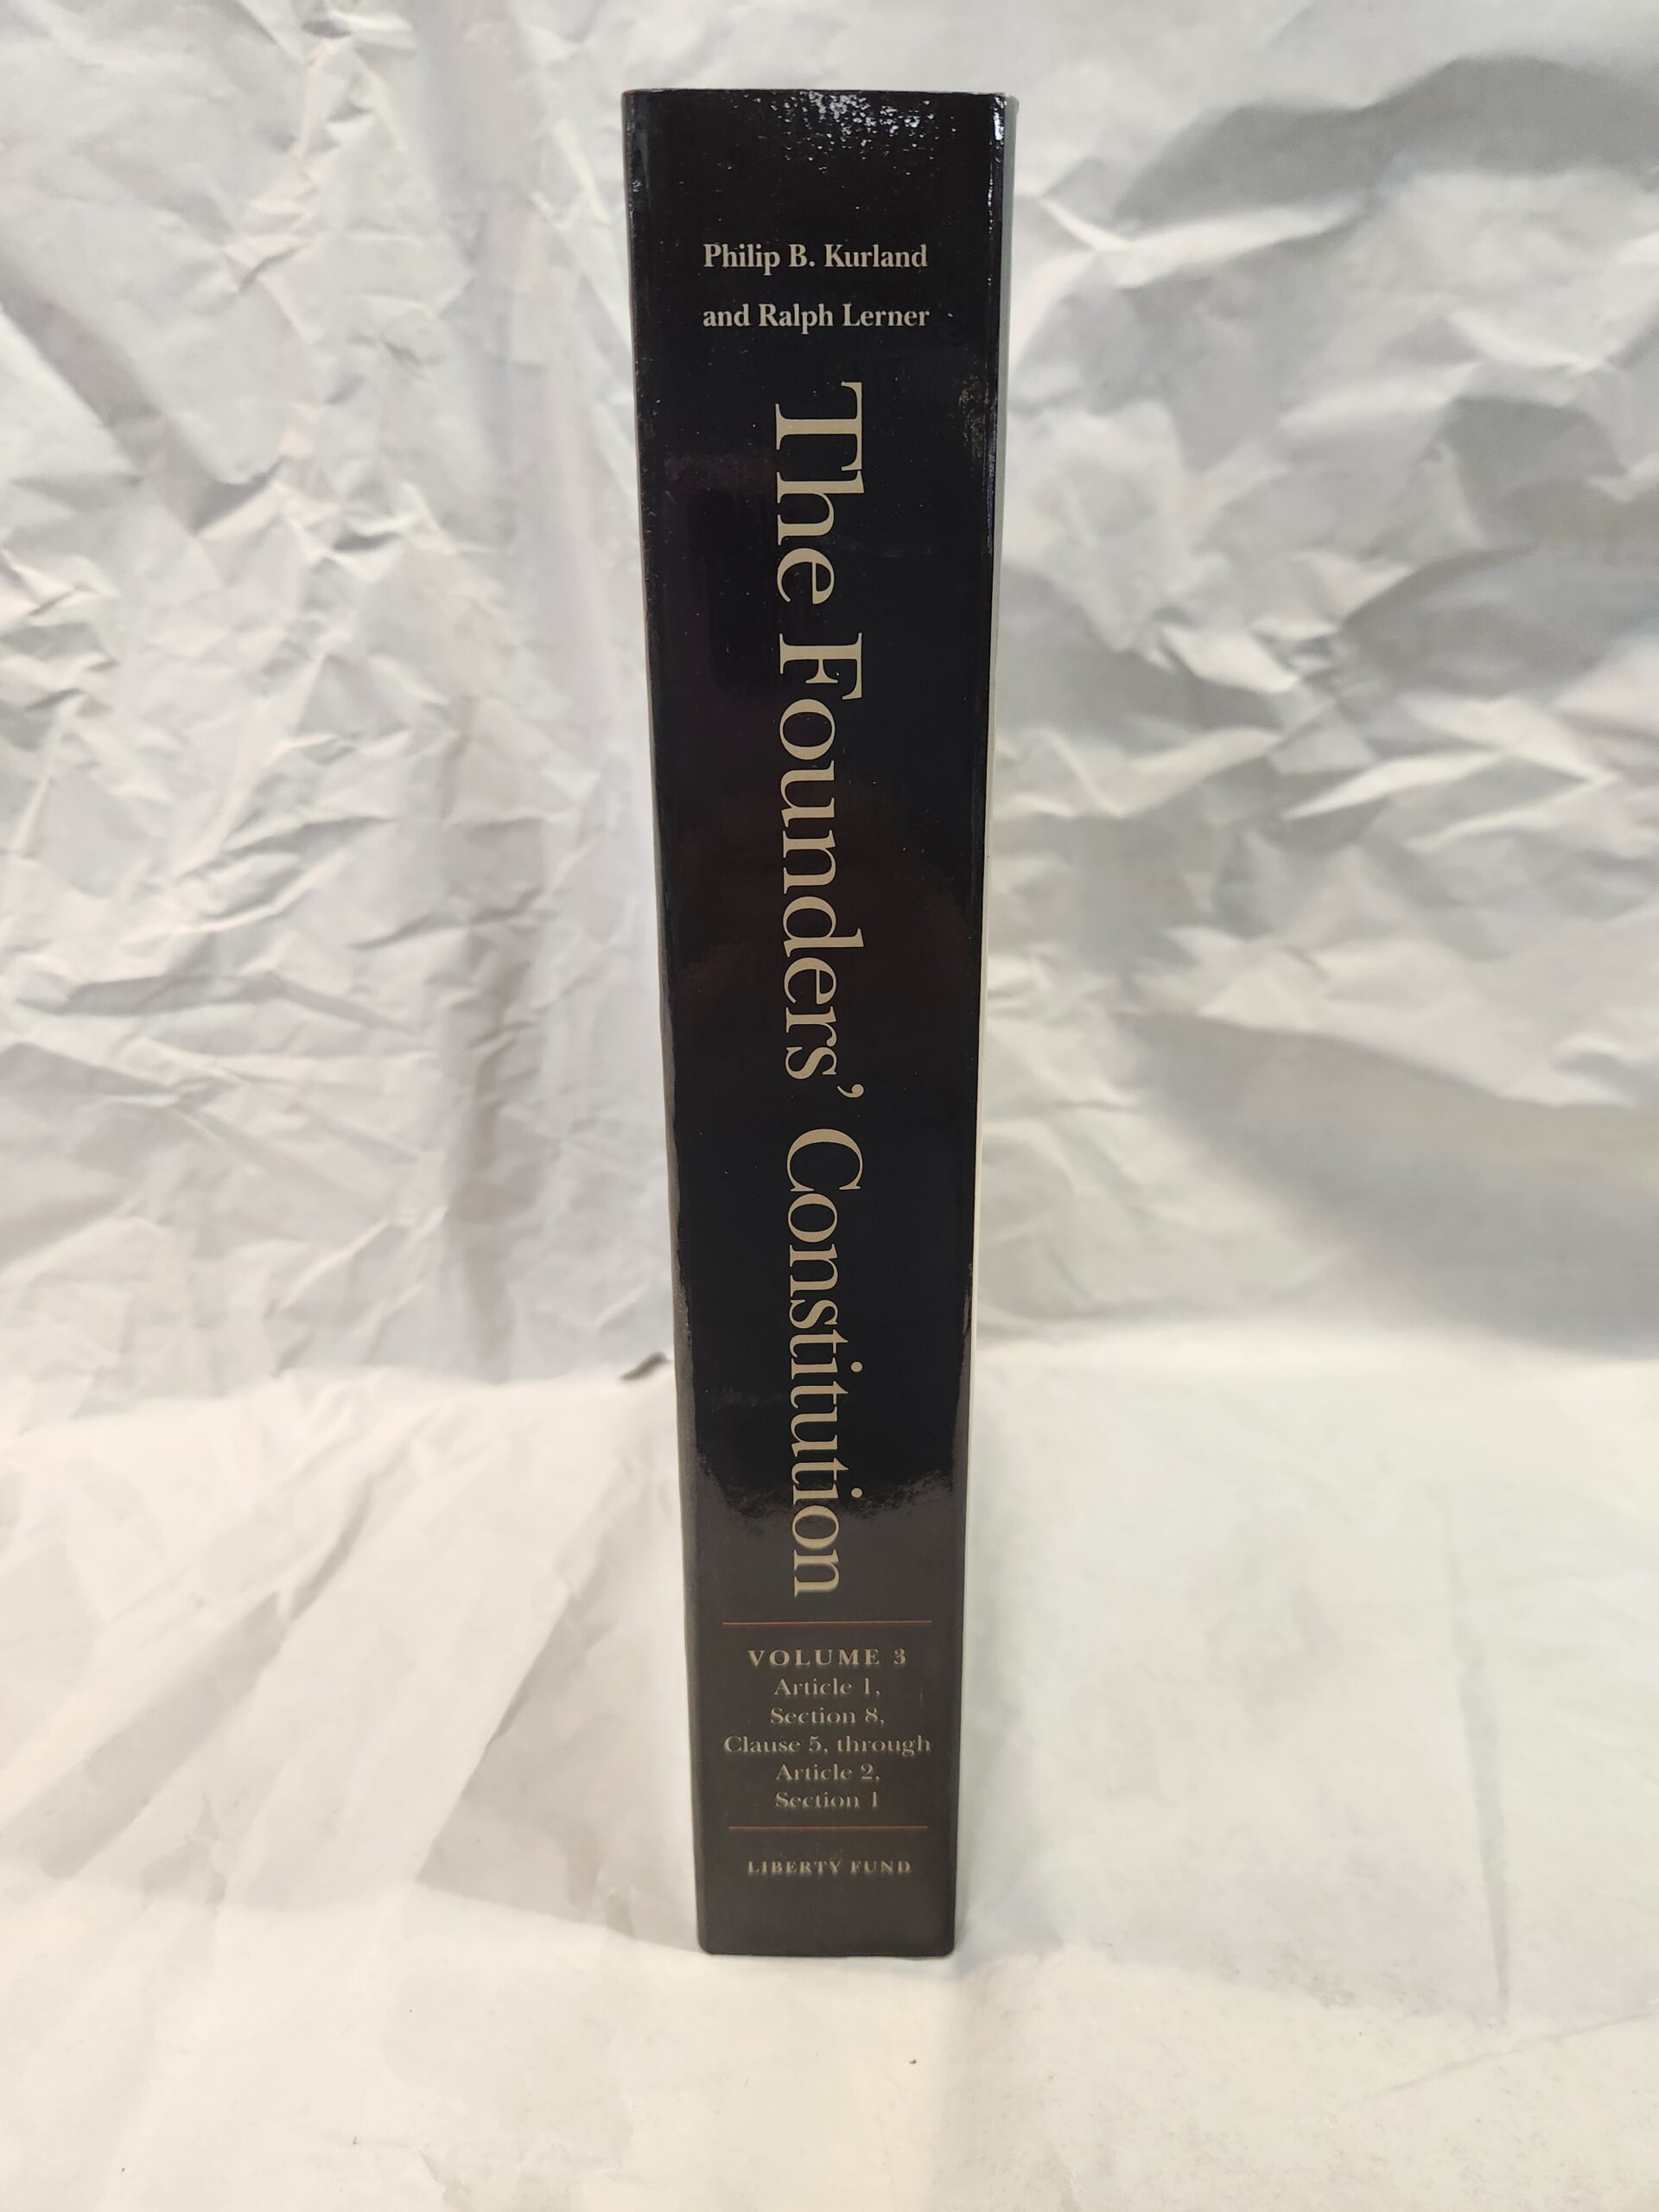 Philip B. Kurland
and Ralph Lerner
The Founders’ Constitution
VOLUME 3
Article 1,
Section 8,
Clause 5, through
Article 2,
Section 1
LIBERTY FUND